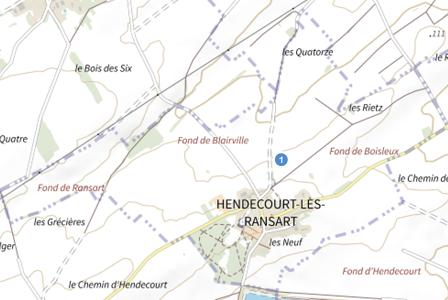 les Quatorze
111
le Bois des Six
les Rietz
Quatre
Fond de Blairville
Fond de Boisleux
1
le Chemin de
Fond de Ransart
HENDECOURT-LÈS-
RANSART
les Grécières
les Neuf
Fond d'Hendecourt
le Chemin d'Hendecourt